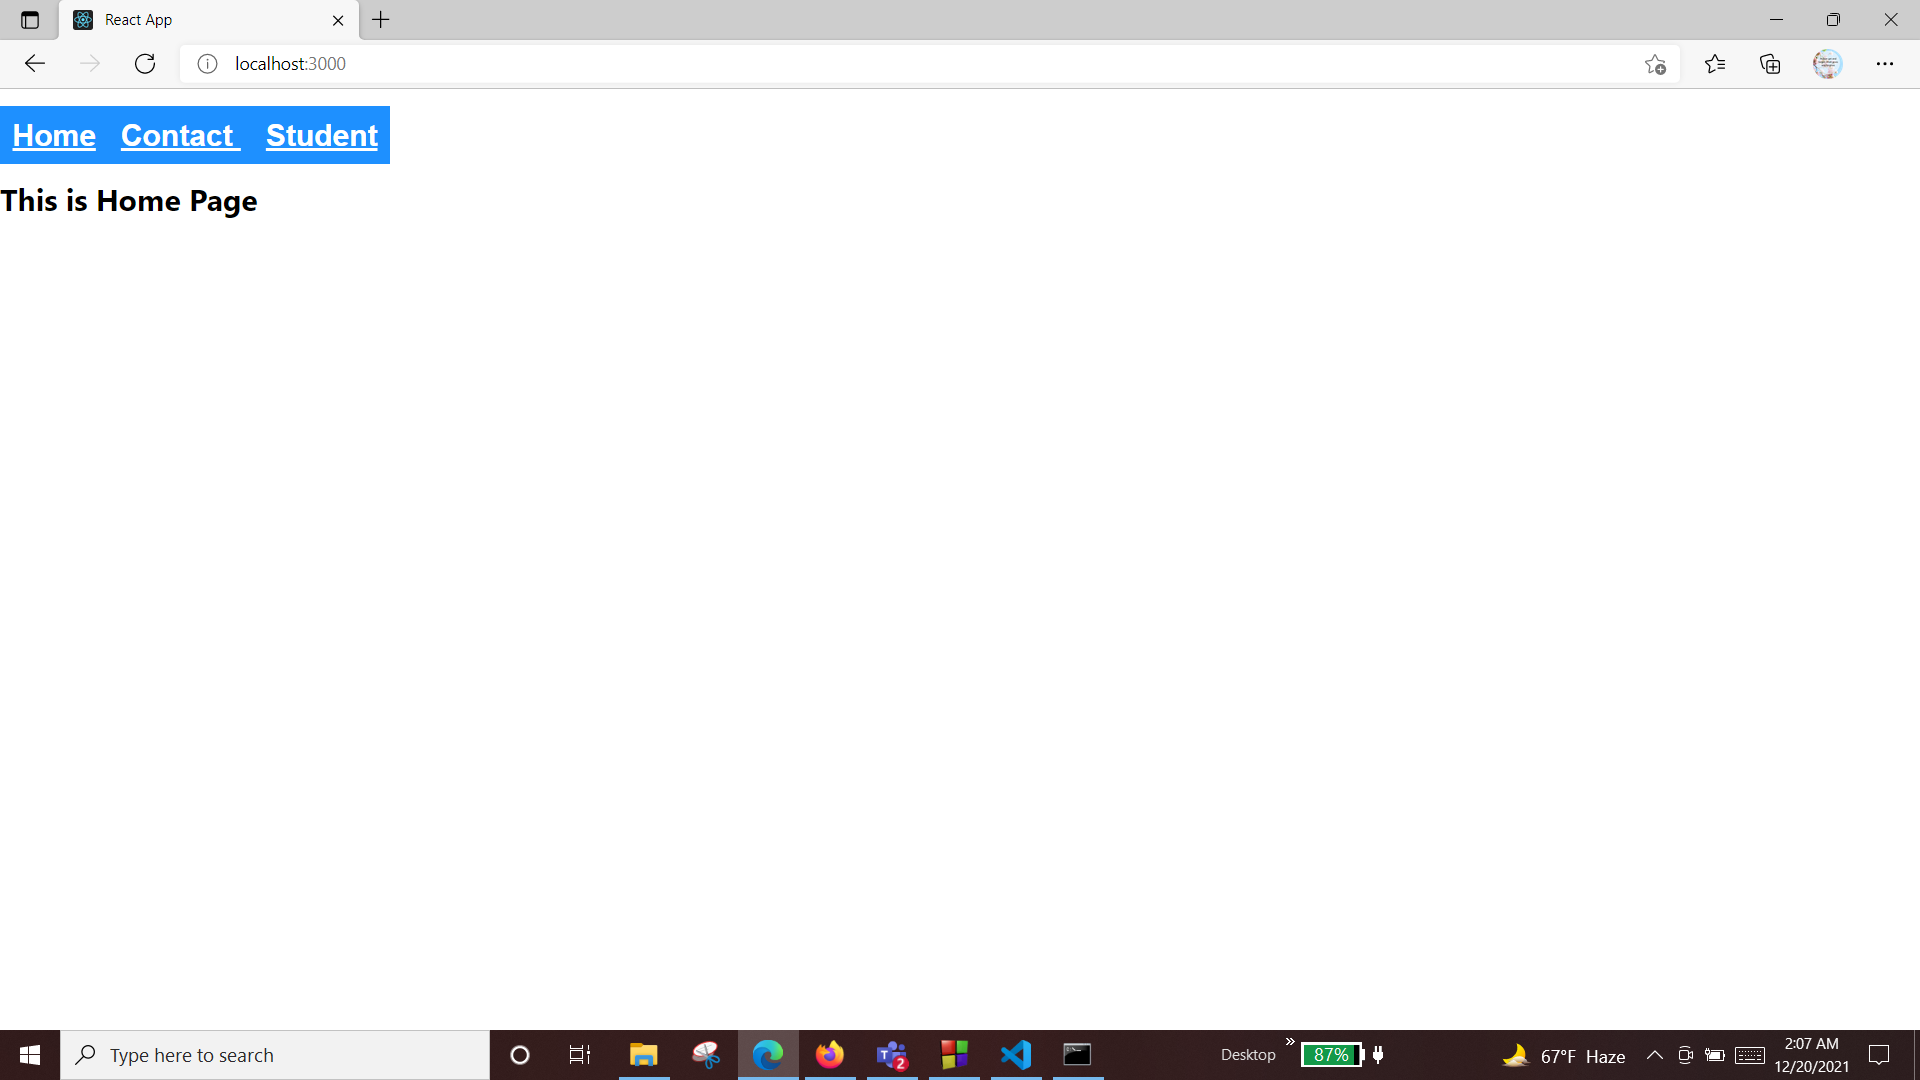 React App
localhost:3000
Home Contact Student
This is Home Page
Type here to search
T 2
Desktop
87%
67°F Haze
2:07 AM
12/20/2021